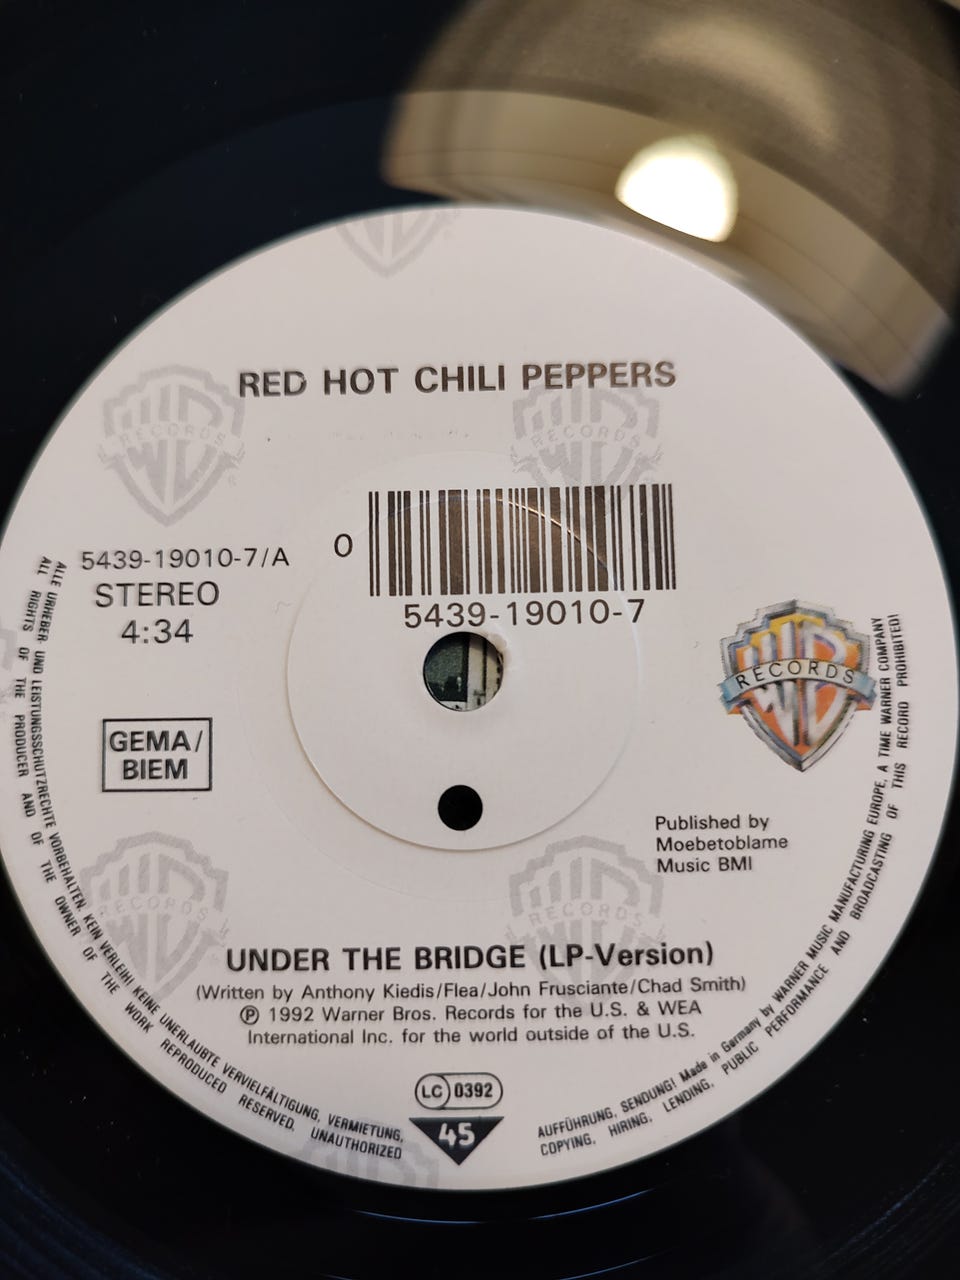 RED HOT CHILI PEPPERS
0
5439-19010-7
5439-19010-7/A
STEREO
4:34
GEMA/
BIEM
WB
RECORDS
Published by
Moebetoblame
Music BMI
UNDER THE BRIDGE (LP-Version)
(Written by Anthony Kiedis/Flea/John Frusciante/Chad Smith)
Ⓟ 1992 Warner Bros. Records for the U.S. & WEA
International Inc. for the world outside of the U.S.
LC 0392
45
ALLE URHEBER- UND LEISTUNGSSCHUTZRECHTE VORBEHALTEN. KEIN VERLEIH! KEINE UNERLAUBTE VERVIELFÄLTIGUNG, VERMIETUNG, AUFFÜHRUNG, SENDUNG! Made in Germany by WARNER MUSIC MANUFACTURING EUROPE, A TIME WARNER COMPANY
ALL RIGHTS OF THE PRODUCER AND OF THE OWNER OF THE WORK REPRODUCED RESERVED. UNAUTHORIZED COPYING, HIRING, LENDING, PUBLIC PERFORMANCE AND BROADCASTING OF THIS RECORD PROHIBITED!